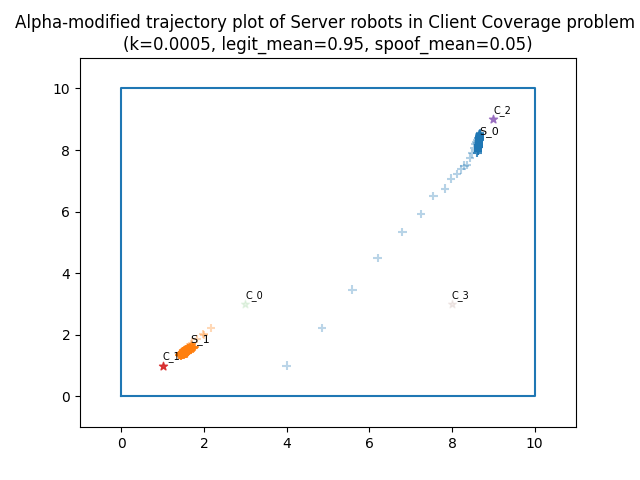 Alpha-modified trajectory plot of Server robots in Client Coverage problem
(k=0.0005, legit_mean=0.95, spoof_mean=0.05)
10
C_2
S_0
8
6
4
C_0
C_3
2
S_1
C_1
0
0
2
4
6
8
10